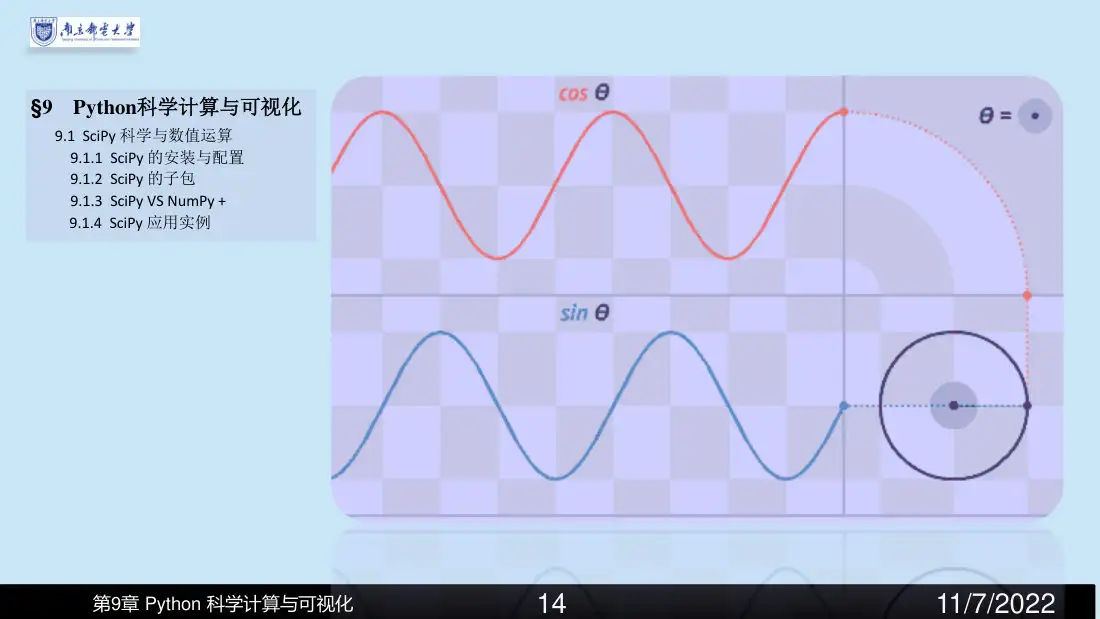 南京邮电大学
§9 Python科学计算与可视化
9.1 SciPy 科学与数值运算
9.1.1 SciPy 的安装与配置
9.1.2 SciPy 的子包
9.1.3 SciPy VS NumPy +
9.1.4 SciPy 应用实例
cos θ
θ =
sin θ
第9章 Python 科学计算与可视化
14
11/7/2022